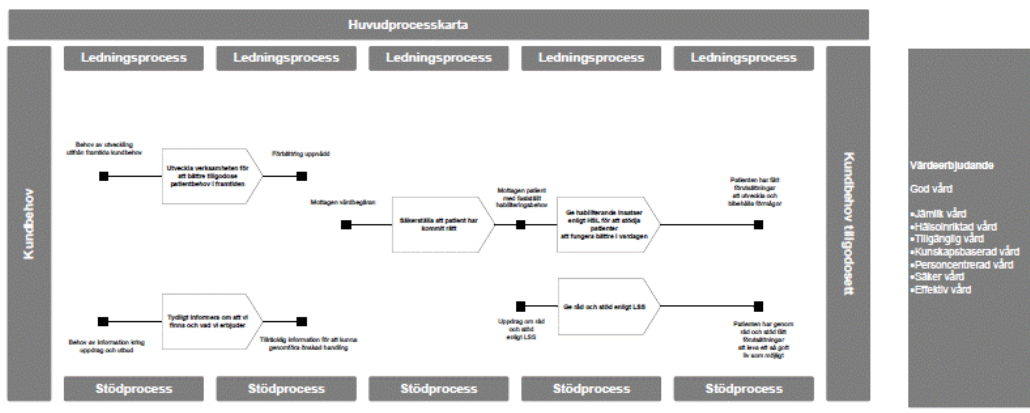 Huvudprocesskarta
Ledningsprocess
Ledningsprocess
Ledningsprocess
Ledningsprocess
Ledningsprocess
Kundbehov
Behov av utveckling
utifrån framtida kundbehov
Utveckla verksamheten för
att bättre tillgodose
patientbehov i framtiden
Förbättring uppnådd
Mottagen vårdbegäran
Säkerställa att patient har
kommit rätt
Mottagen patient
med fastställt
habiliteringsbehov
Ge habiliterande insatser
enligt HSL för att stödja
patienter
att fungera bättre i vardagen
Patienten har fått
förutsättningar
att utveckla och
bibehålla förmågor
Behov av information kring
uppdrag och utbud
Tydligt informera om att vi
finns och vad vi erbjuder
Tillräcklig information för att kunna
genomföra önskad handling
Uppdrag om råd
och stöd
enligt LSS
Ge råd och stöd enligt LSS
Patienten har genom
råd och stöd fått
förutsättningar
att leva ett så gott
liv som möjligt
Kundbehov tillgodosett
Stödprocess
Stödprocess
Stödprocess
Stödprocess
Stödprocess
Värdeerbjudande
God vård
•Jämlik vård
•Hälsoinriktad vård
•Tillgänglig vård
•Kunskapsbaserad vård
•Personcentrerad vård
•Säker vård
•Effektiv vård